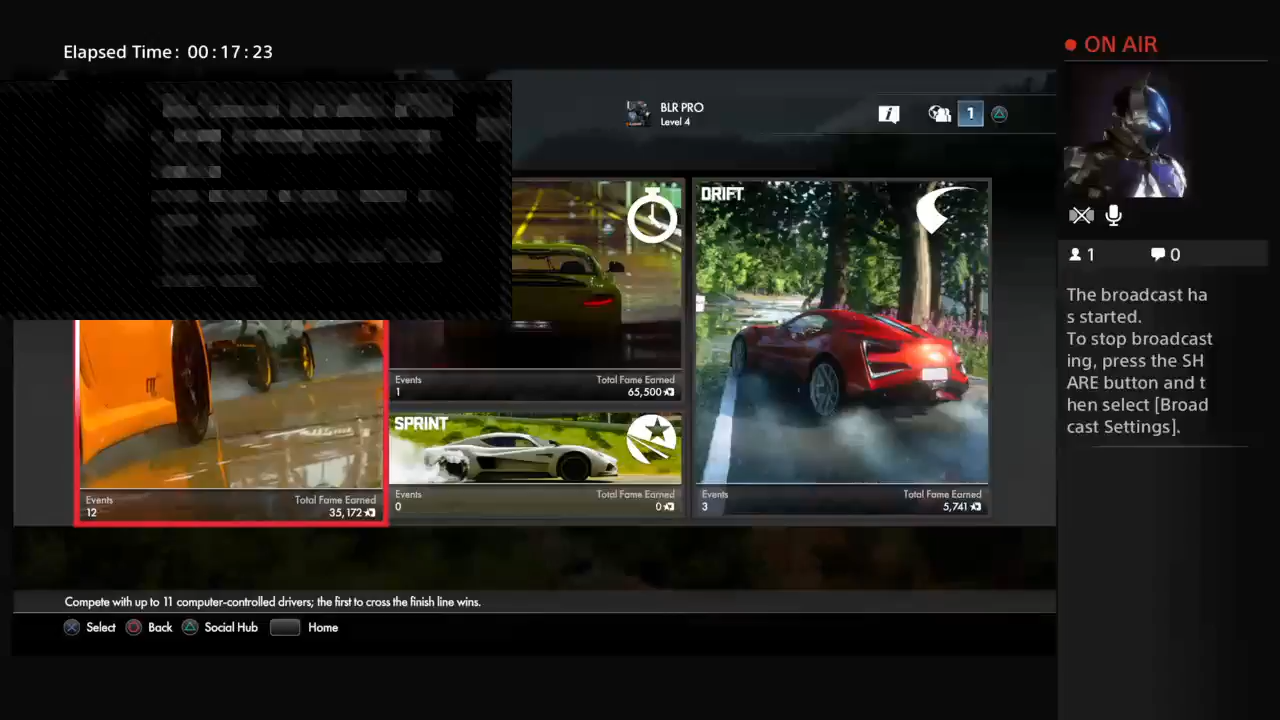 Elapsed Time: 00:17:23
ON AIR
BLR PRO
Level 4
1
DRIFT
1
0
The broadcast ha
s started.
To stop broadcast
ing, press the SH
ARE button and t
hen select [Broad
cast Settings].
Events
Total Fame Earned
1
65,500
SPRINT
Events
Total Fame Earned
12
35,172
Events
Total Fame Earned
0
0
Events
Total Fame Earned
3
5,741
Compete with up to 11 computer-controlled drivers; the first to cross the finish line wins.
Select
Back
Social Hub
Home